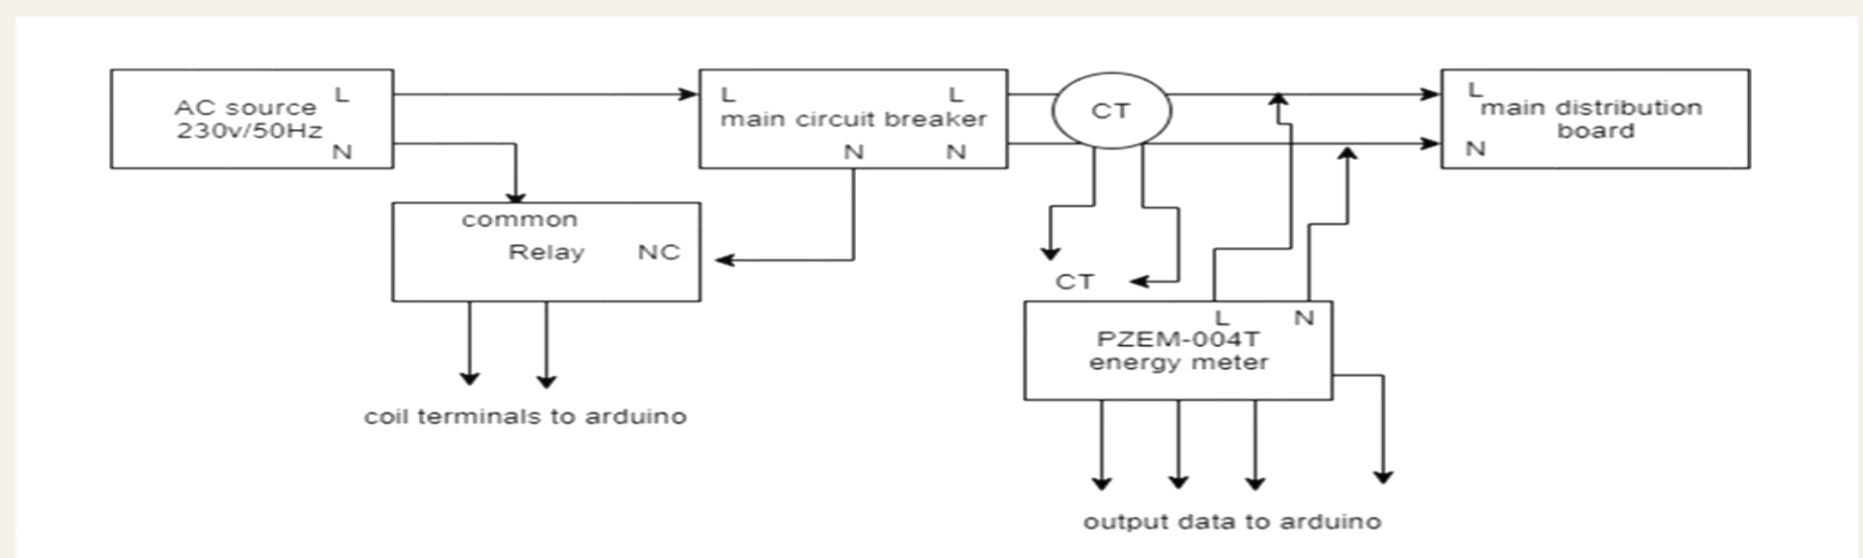 AC source
230v/50Hz
L
N
L
L
main circuit breaker
N
N
CT
L
main distribution
board
N
common
Relay
NC
CT
L
N
PZEM-004T
energy meter
coil terminals to arduino
output data to arduino